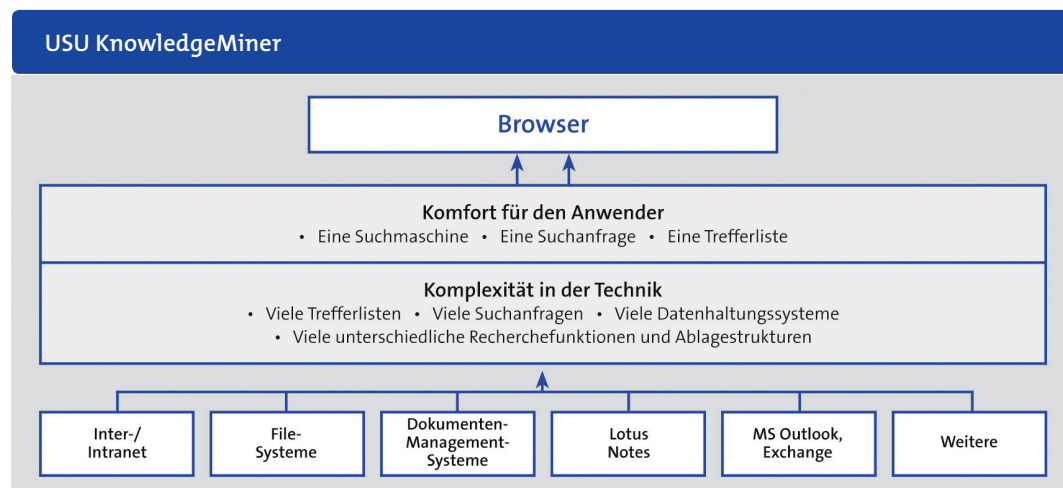 USU KnowledgeMiner
Browser
Komfort für den Anwender
• Eine Suchmaschine • Eine Suchanfrage • Eine Trefferliste
Komplexität in der Technik
• Viele Trefferlisten • Viele Suchanfragen • Viele Datenhaltungssysteme
• Viele unterschiedliche Recherchefunktionen und Ablagestrukturen
Inter-/
Intranet
File-
Systeme
Dokumenten-
Management-
Systeme
Lotus
Notes
MS Outlook,
Exchange
Weitere